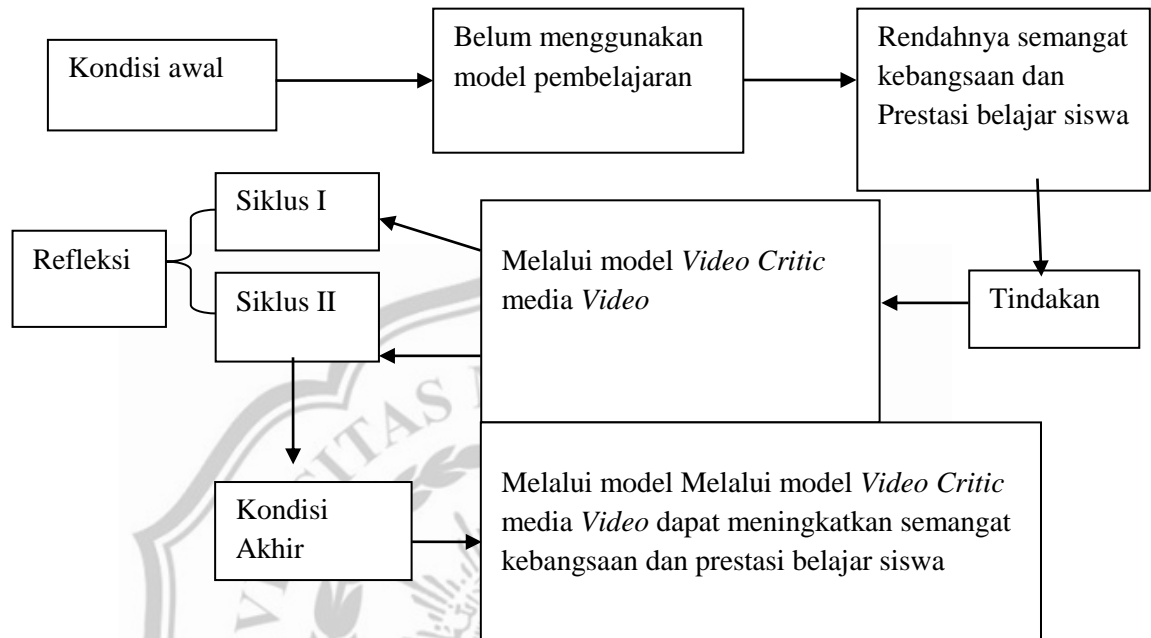 Kondisi awal
Belum menggunakan
model pembelajaran
Rendahnya semangat
kebangsaan dan
Prestasi belajar siswa
Refleksi
Siklus I
Siklus II
Melalui model Video Critic
media Video
Tindakan
Kondisi
Akhir
Melalui model Melalui model Video Critic
media Video dapat meningkatkan semangat
kebangsaan dan prestasi belajar siswa